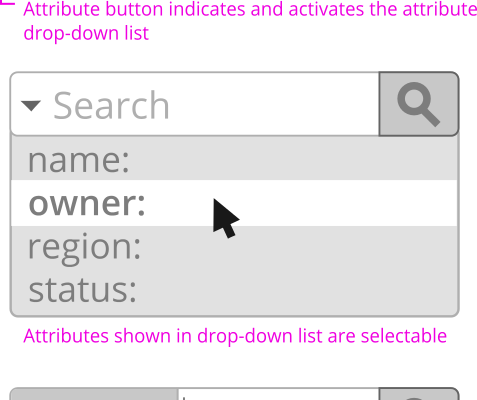 Attribute button indicates and activates the attribute
drop-down list
Search
name:
owner:
region:
status:
Attributes shown in drop-down list are selectable